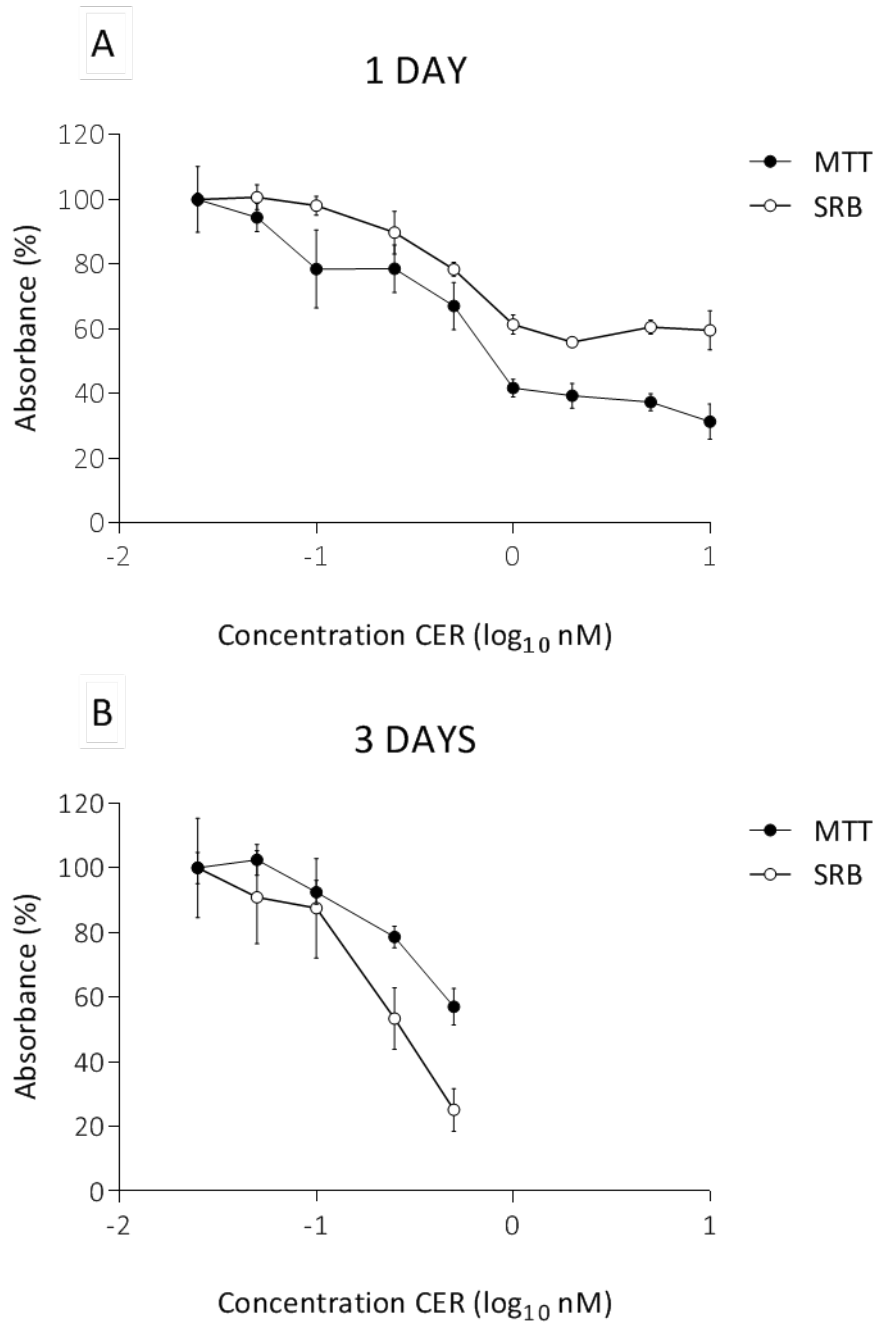 A
1 DAY
120
100
80
60
40
20
0
-2
-1
0
1
Absorbance (%)
Concentration CER (log10 nM)
MTT
SRB
B
3 DAYS
120
100
80
60
40
20
0
-2
-1
0
1
Absorbance (%)
Concentration CER (log10 nM)
MTT
SRB